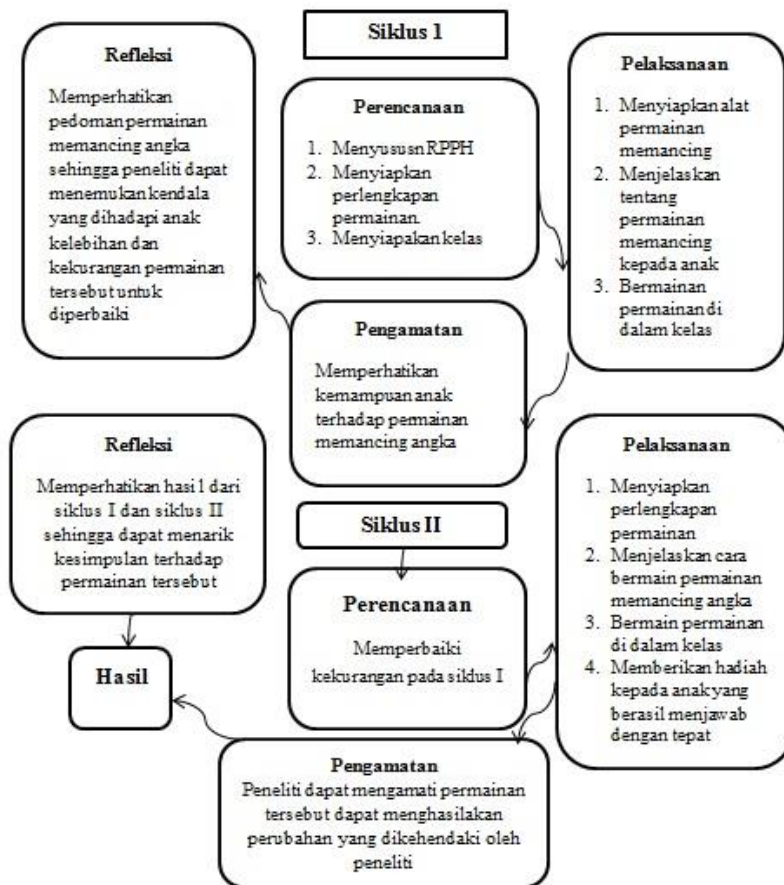 Siklus 1
Perencanaan
1. Menyususn RPPH
2. Menyiapkan
perlengkapan
permainan.
3. Menyiapakan kelas
Pelaksanaan
1. Menyiapkan alat
permainan
memancing
2. Menjelaskan
tentang
permainan
memancing
kepada anak
3. Bermainan
permainan di
dalam kelas
Pengamatan
Memperhatikan
kemampuan anak
terhadap permainan
memancing angka
Refleksi
Memperhatikan
pedoman permainan
memancing angka
sehingga peneliti dapat
menemukan kendala
yang dihadapi anak
kelebihan dan
kekurangan permainan
tersebut untuk
diperbaiki
Siklus II
Perencanaan
Memperbaiki
kekurangan pada siklus I
Pelaksanaan
1. Menyiapkan
perlengkapan
permainan
2. Menjelaskan cara
bermain permainan
memancing angka
3. Bermain permainan
di dalam kelas
4. Memberikan hadiah
kepada anak yang
berasil menjawab
dengan tepat
Pengamatan
Peneliti dapat mengamati permainan
tersebut dapat menghasilakan
perubahan yang dikehendaki oleh
peneliti
Refleksi
Memperhatikan hasil dari
siklus I dan siklus II
sehingga dapat menarik
kesimpulan terhadap
permainan tersebut
Hasil